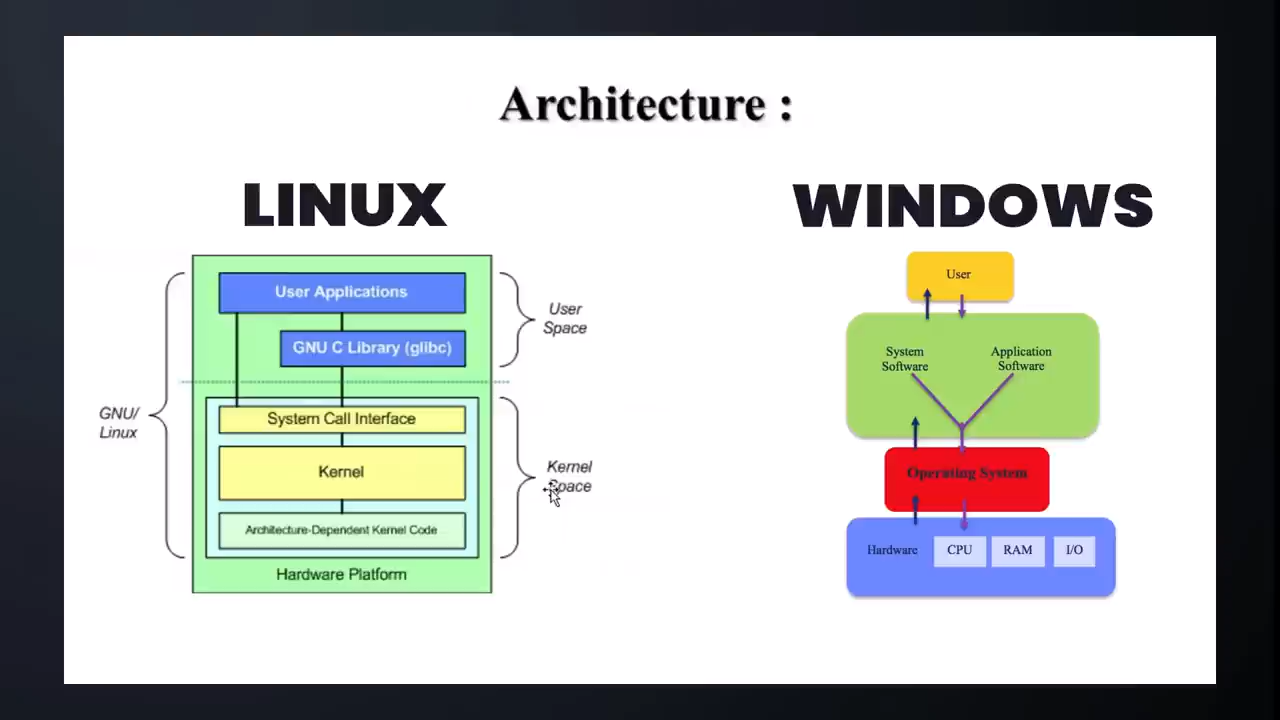 Architecture :
LINUX
User Applications
GNU C Library (glibc)
User
Space
GNU/
Linux
System Call Interface
Kernel
Architecture-Dependent Kernel Code
Kernel
Space
Hardware Platform
WINDOWS
User
System
Software
Application
Software
Operating System
Hardware
CPU
RAM
I/O